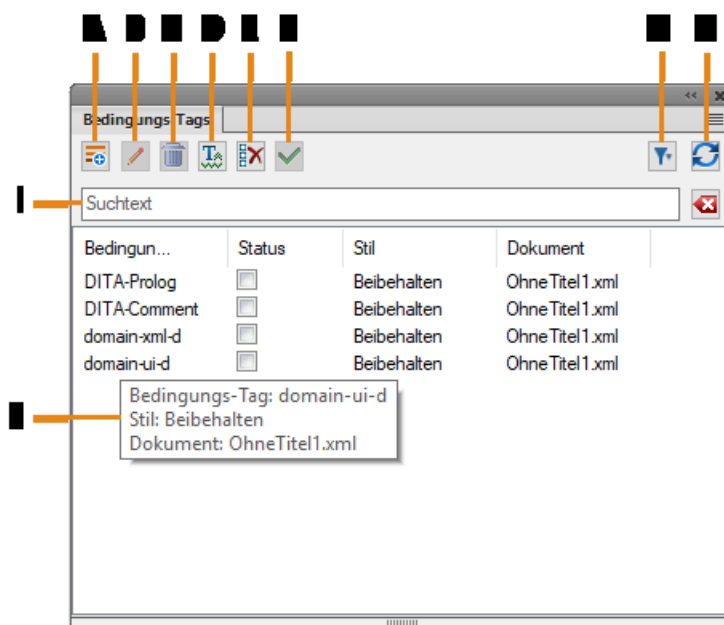 Bedingungs-Tags
Suchtext
Bedingun... Status Stil Dokument
DITA-Prolog Beibehalten OhneTitel1.xml
DITA-Comment Beibehalten OhneTitel1.xml
domain-xml-d Beibehalten OhneTitel1.xml
domain-ui-d Beibehalten OhneTitel1.xml
Bedingungs-Tag: domain-ui-d
Stil: Beibehalten
Dokument: OhneTitel1.xml